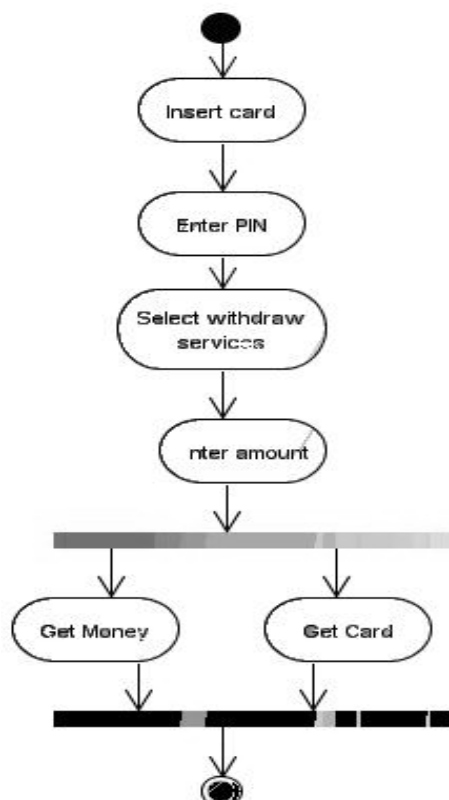 Insert card
Enter PIN
Select withdraw
services
nter amount
Get Money
Get Card